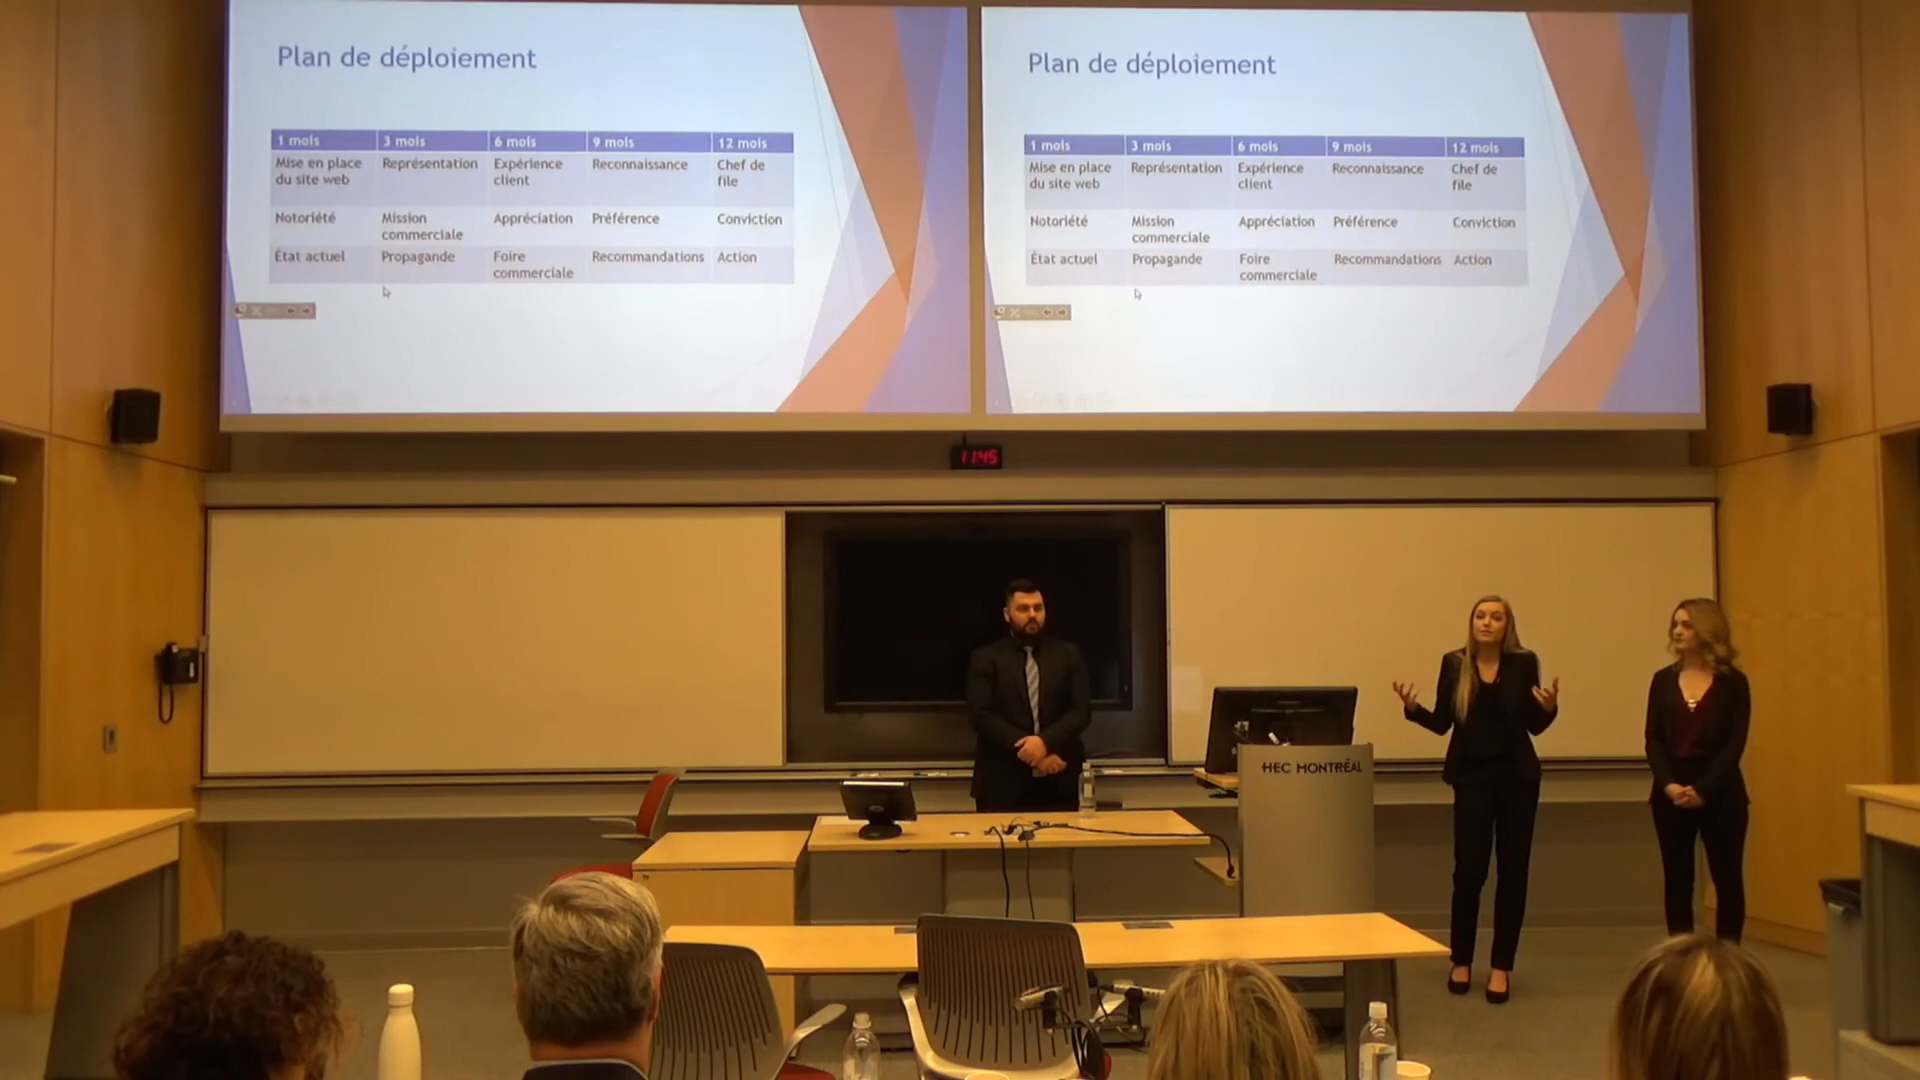 Plan de déploiement
1 mois 3 mois 6 mois 9 mois 12 mois
Mise en place Représentation Expérience Reconnaissance Chef de
du site web client file
Notoriété Mission Appréciation Préférence Conviction
commerciale
État actuel Propagande Foire Recommandations Action
commerciale
Plan de déploiement
1 mois 3 mois 6 mois 9 mois 12 mois
Mise en place Représentation Expérience Reconnaissance Chef de
du site web client file
Notoriété Mission Appréciation Préférence Conviction
commerciale
État actuel Propagande Foire Recommandations Action
commerciale
11:45
HEC MONTRÉAL